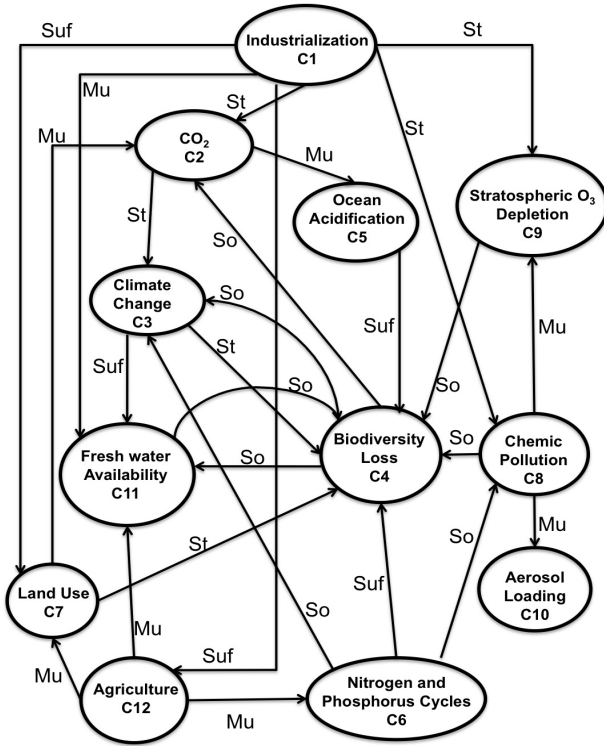 Suf
Industrialization
C1
St
Mu
St
CO₂
C2
Mu
St
Mu
Ocean
Acidification
C5
Stratospheric O₃
Depletion
C9
St
So
Climate
Change
C3
So
St
Suf
Mu
Suf
So
So
Fresh water
Availability
C11
So
Biodiversity
Loss
C4
So
Chemic
Pollution
C8
St
Mu
So
Land Use
C7
Suf
Aerosol
Loading
C10
So
Mu
Suf
Mu
Agriculture
C12
Mu
Nitrogen and
Phosphorus Cycles
C6